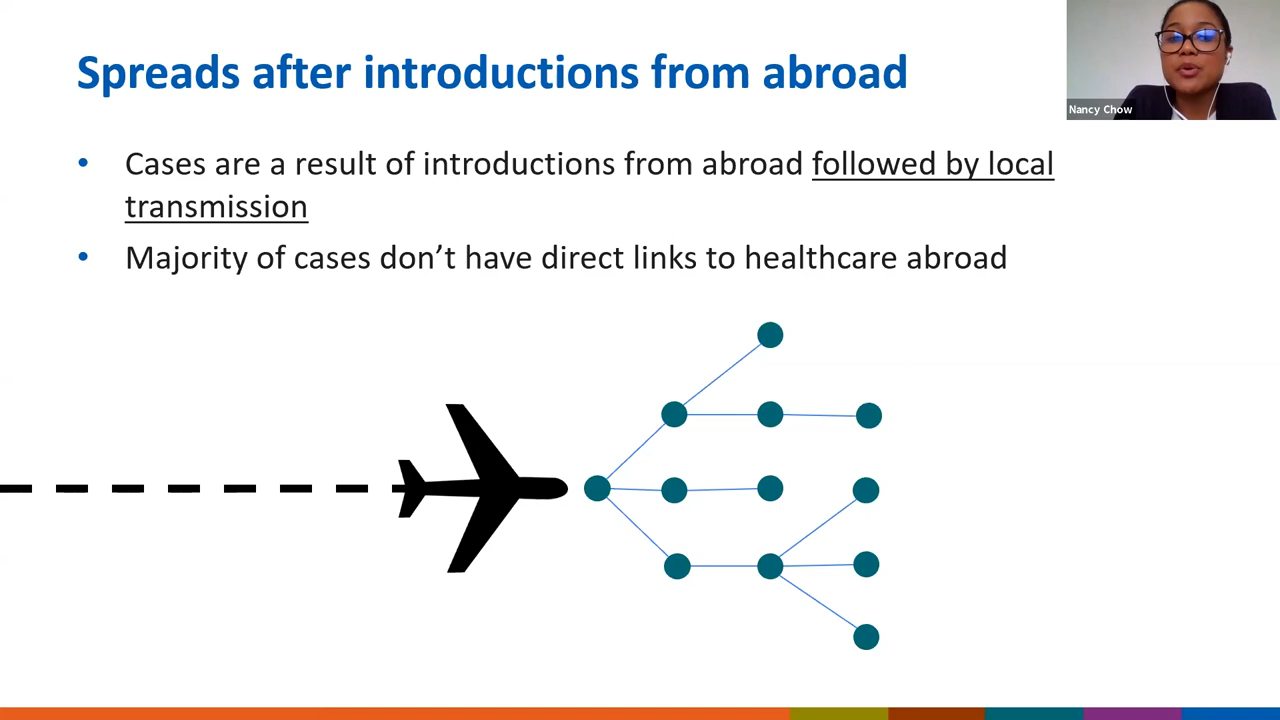 Spreads after introductions from abroad
Nancy Chow
• Cases are a result of introductions from abroad followed by local
transmission
• Majority of cases don’t have direct links to healthcare abroad